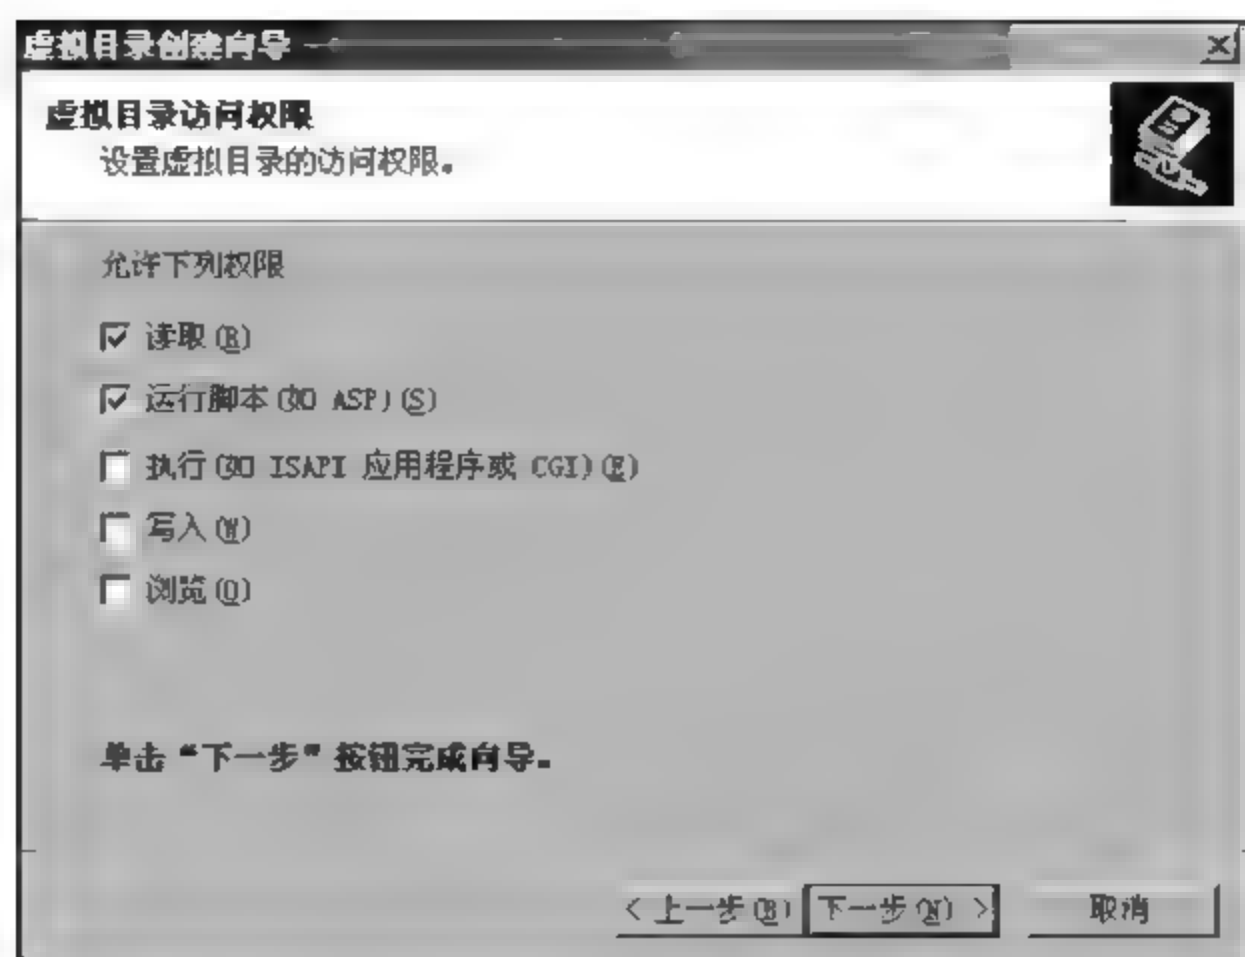 虚拟目录创建向导
虚拟目录访问权限
设置虚拟目录的访问权限。
允许下列权限
读取(R)
运行脚本(如 ASP)(S)
执行(如 ISAPI 应用程序或 CGI)(E)
写入(W)
浏览(O)
单击“下一步”按钮完成向导。
< 上一步(B) 下一步(N) > 取消